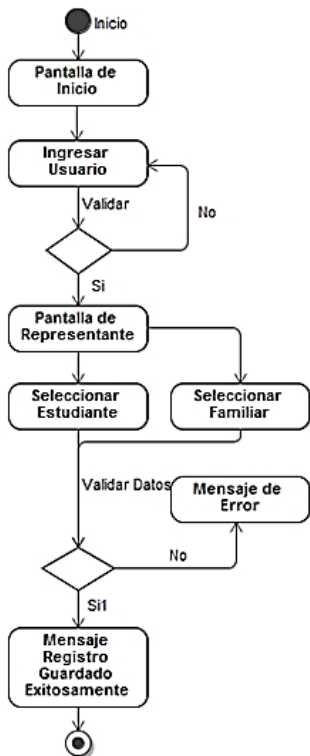 Inicio
Pantalla de
Inicio
Ingresar
Usuario
Validar
No
Si
Pantalla de
Representante
Seleccionar
Estudiante
Seleccionar
Familiar
Validar Datos
Mensaje de
Error
No
Si1
Mensaje
Registro
Guardado
Exitosamente